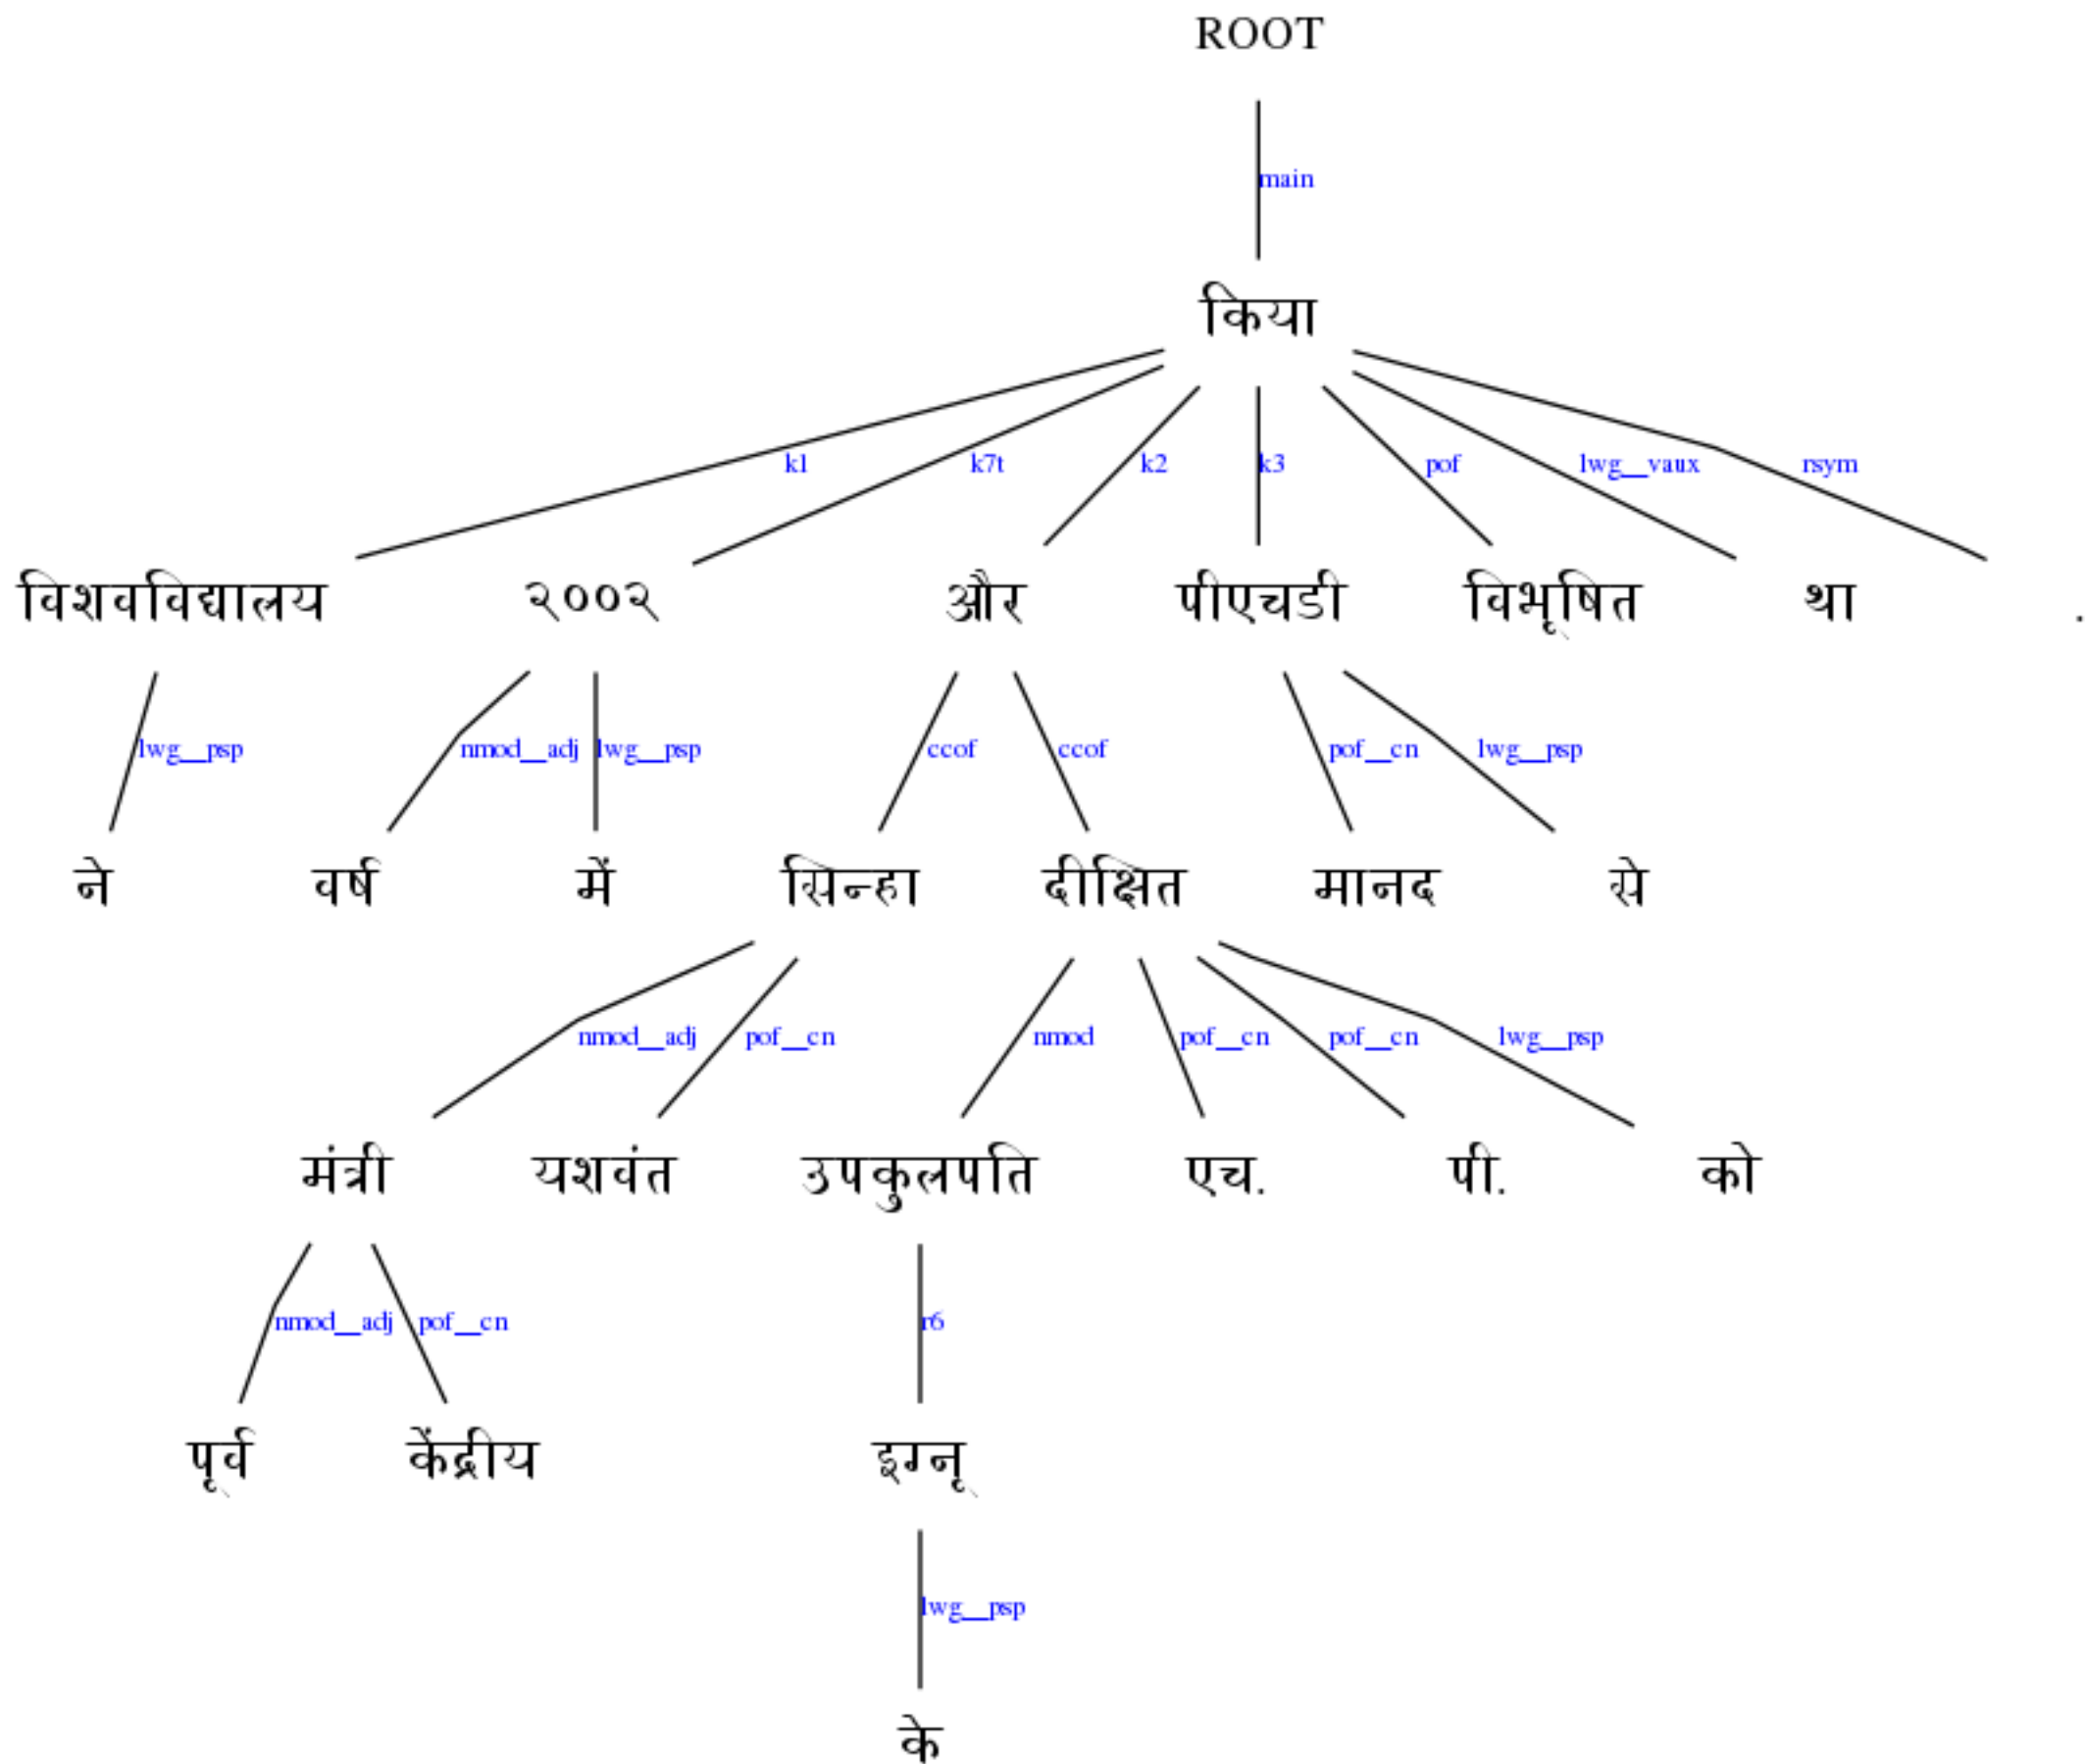 ROOT
main
किया
k1 k7t k2 k3 pof lwg__vaux rsym
विशवविद्यालय २००२ और पीएचडी विभूषित था .
lwg__psp nmod__adj lwg__psp ccof ccof pof__cn lwg__psp
ने वर्ष में सिन्हा दीक्षित मानद से
nmod__adj pof__cn nmod pof__cn pof__cn lwg__psp
मंत्री यशवंत उपकुलपति एच. पी. को
nmod__adj pof__cn r6
पूर्व केंद्रीय इग्नू
lwg__psp
के